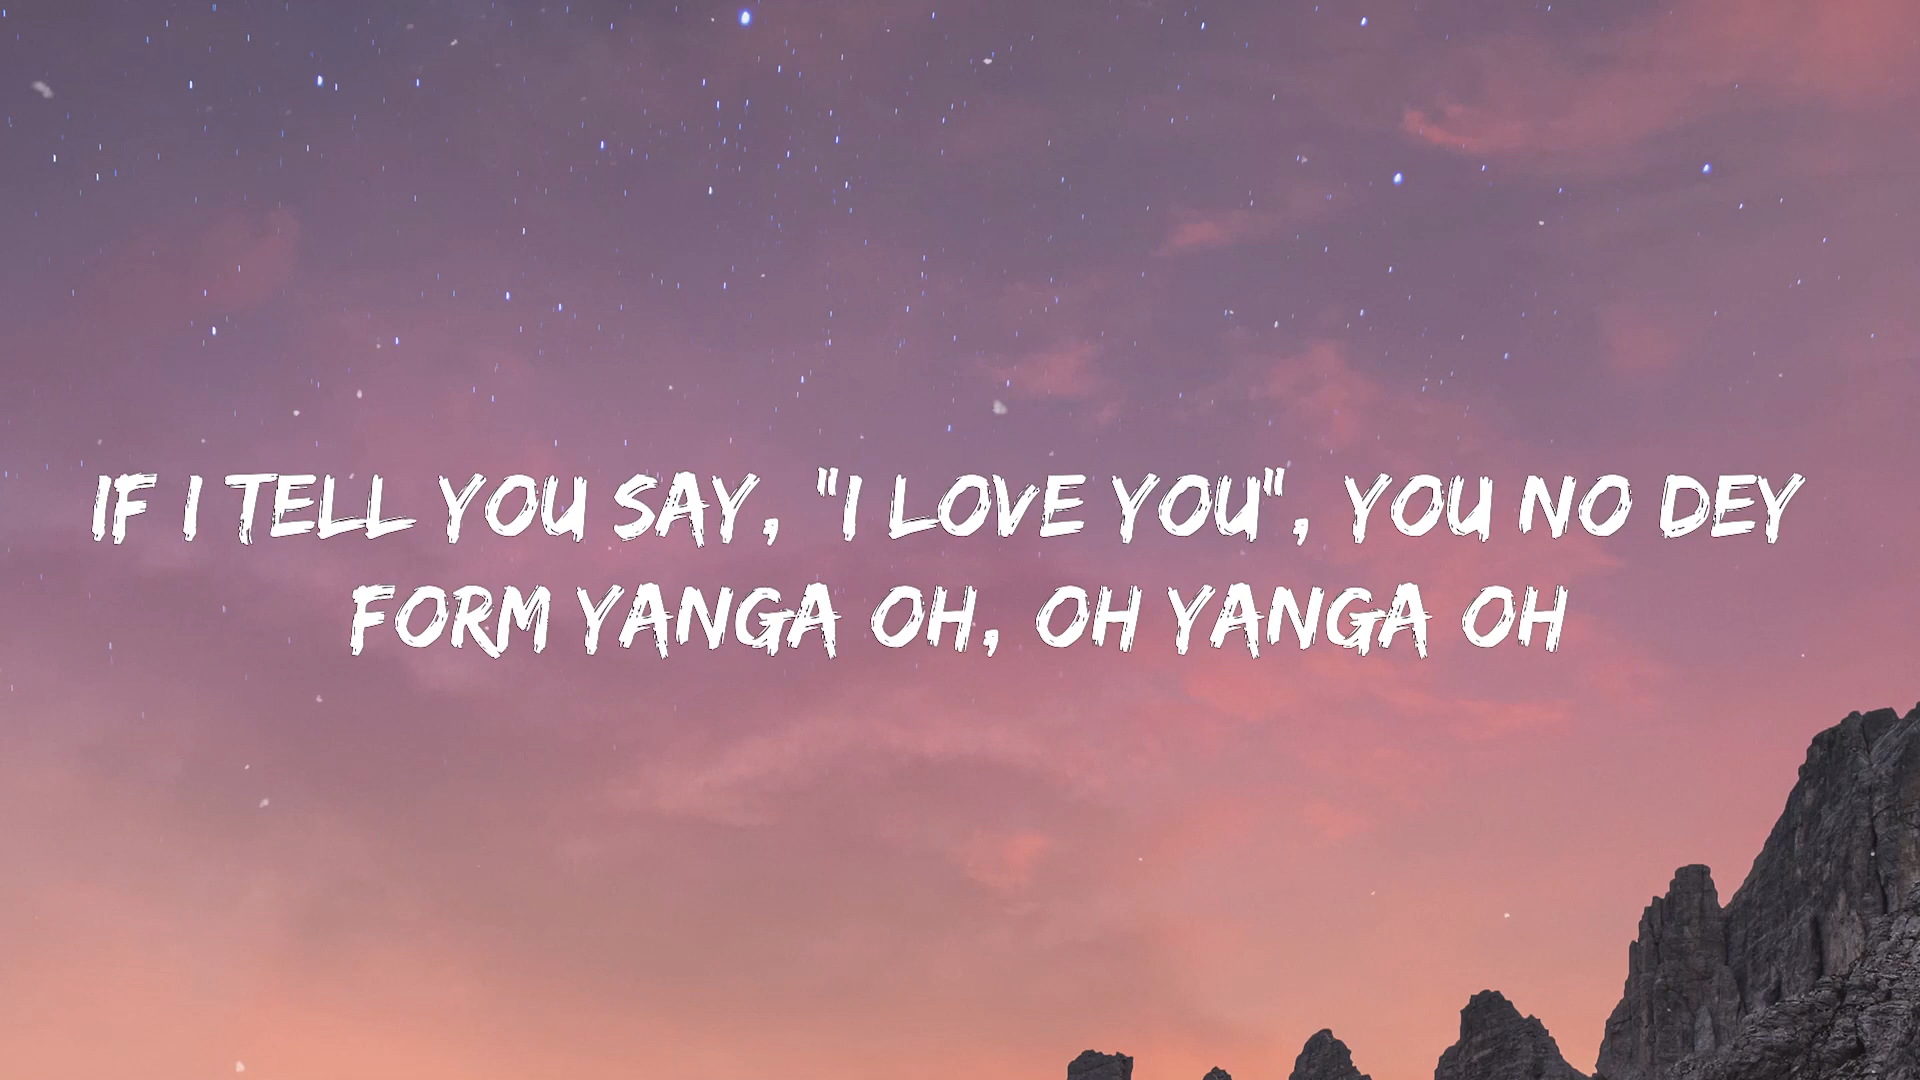 IF I TELL YOU SAY, "I LOVE YOU", YOU NO DEY
FORM YANGA OH, OH YANGA OH